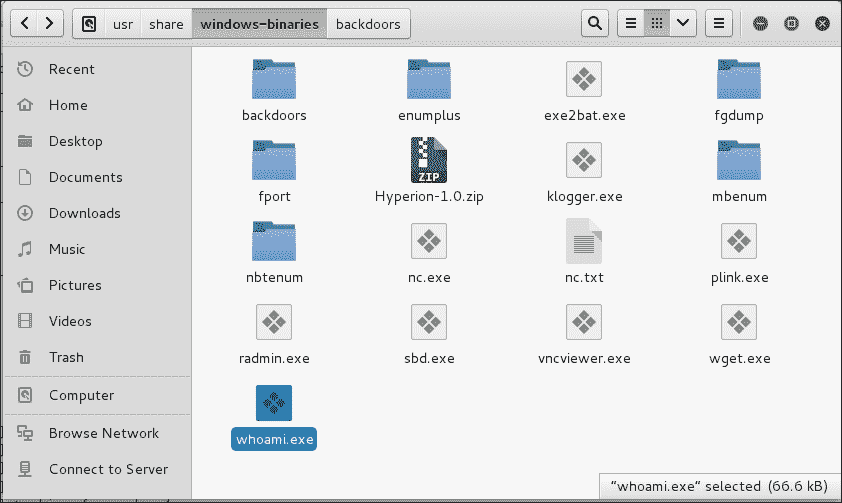 usr share windows-binaries backdoors
Recent
Home
Desktop
Documents
Downloads
Music
Pictures
Videos
Trash
Computer
Browse Network
Connect to Server
backdoors enumplus exe2bat.exe fgdump
ZIP
fport Hyperion-1.0.zip klogger.exe mbenum
nbtenum nc.exe nc.txt plink.exe
radmin.exe sbd.exe vncviewer.exe wget.exe
whoami.exe
"whoami.exe" selected (66.6 kB)